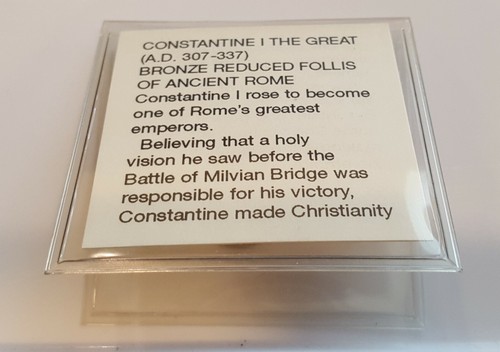 CONSTANTINE I THE GREAT
(A.D. 307-337)
BRONZE REDUCED FOLLIS
OF ANCIENT ROME
Constantine I rose to become
one of Rome's greatest
emperors.
Believing that a holy
vision he saw before the
Battle of Milvian Bridge was
responsible for his victory,
Constantine made Christianity